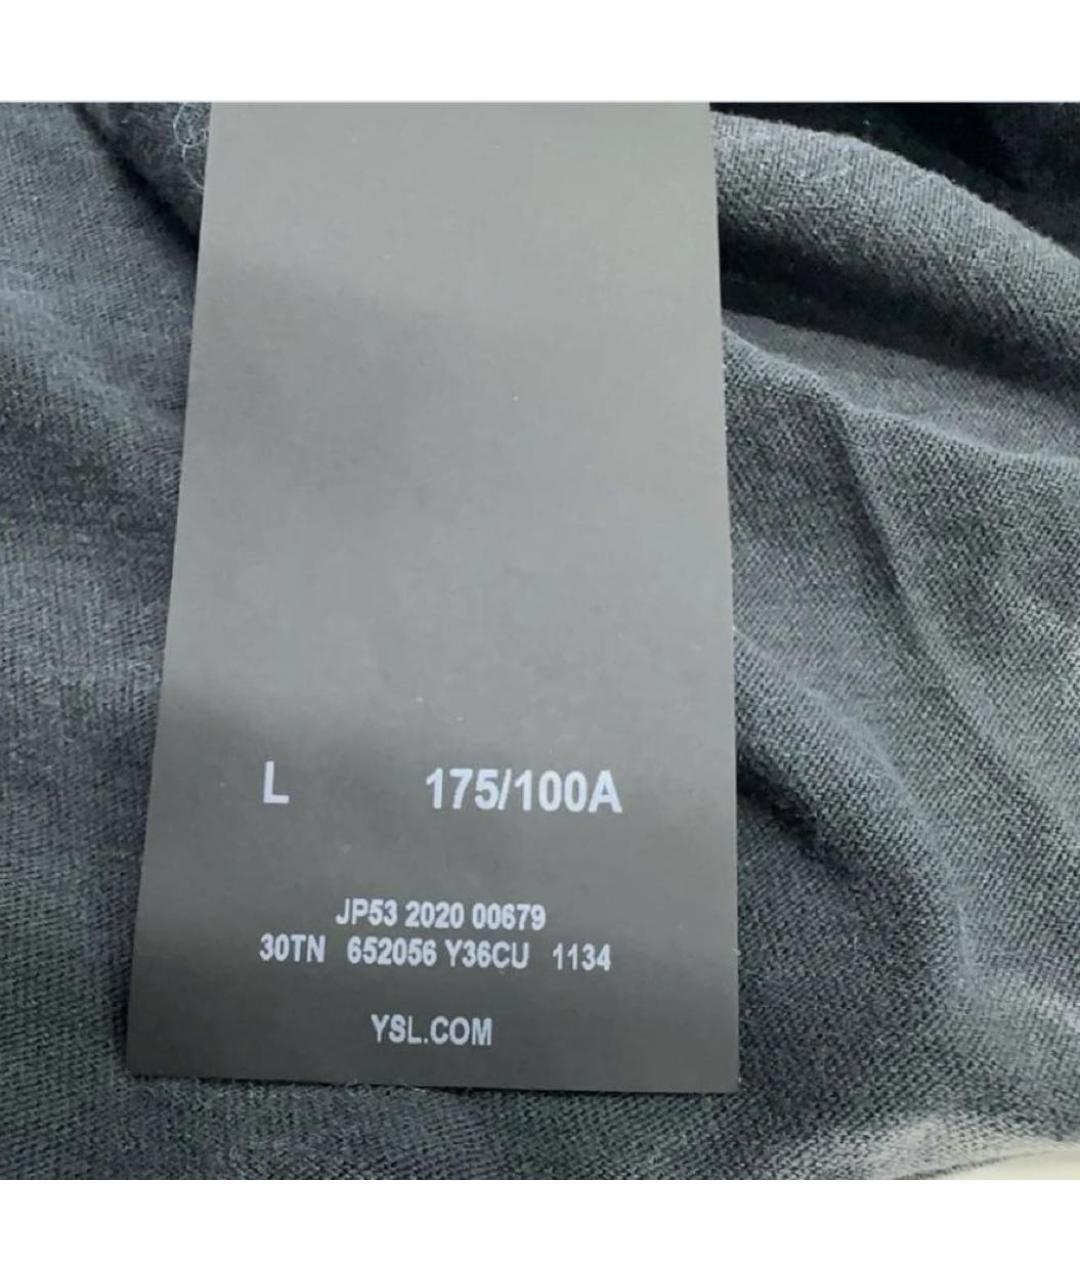 L 175/100A
JP53 2020 00679
30TN 652056 Y36CU 1134
YSL.COM